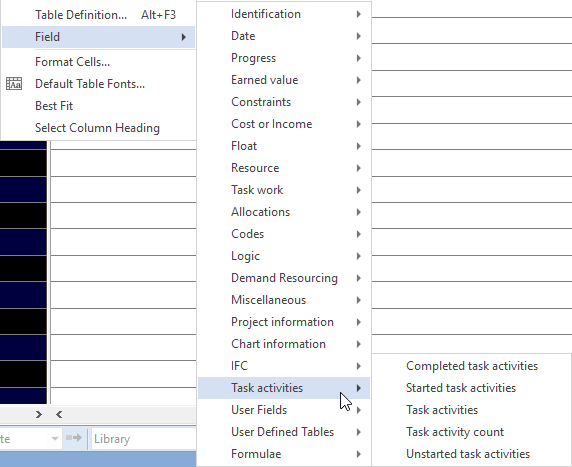 Table Definition... Alt+F3
Field
Format Cells...
Default Table Fonts...
Best Fit
Select Column Heading
Identification
Date
Progress
Earned value
Constraints
Cost or Income
Float
Resource
Task work
Allocations
Codes
Logic
Demand Resourcing
Miscellaneous
Project information
Chart information
IFC
Task activities
User Fields
User Defined Tables
Formulae
Completed task activities
Started task activities
Task activities
Task activity count
Unstarted task activities
te
Library